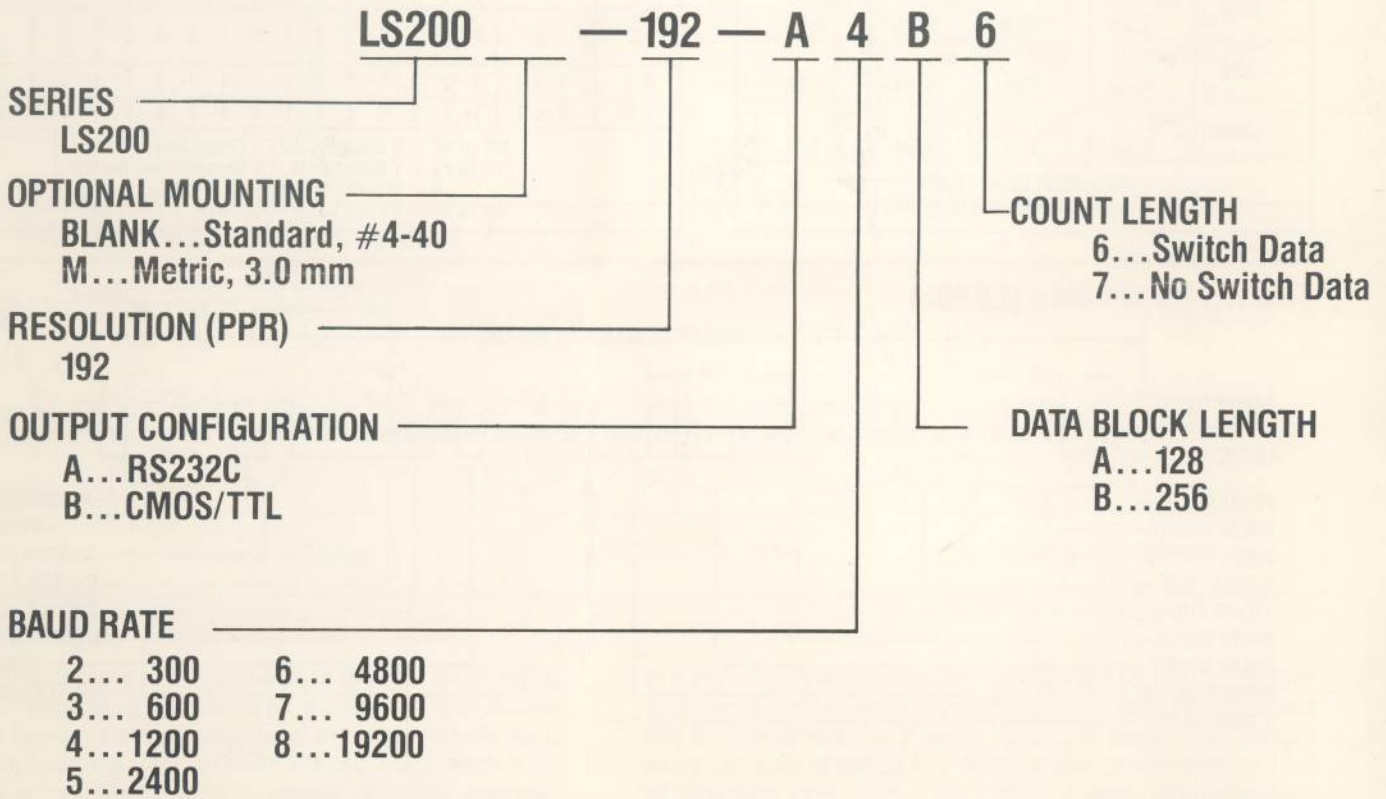 LS200 — 192 — A 4 B 6
SERIES
LS200
OPTIONAL MOUNTING
BLANK...Standard, #4-40
M...Metric, 3.0 mm
RESOLUTION (PPR)
192
OUTPUT CONFIGURATION
A...RS232C
B...CMOS/TTL
BAUD RATE
2... 300 6... 4800
3... 600 7... 9600
4...1200 8...19200
5...2400
COUNT LENGTH
6...Switch Data
7...No Switch Data
DATA BLOCK LENGTH
A...128
B...256